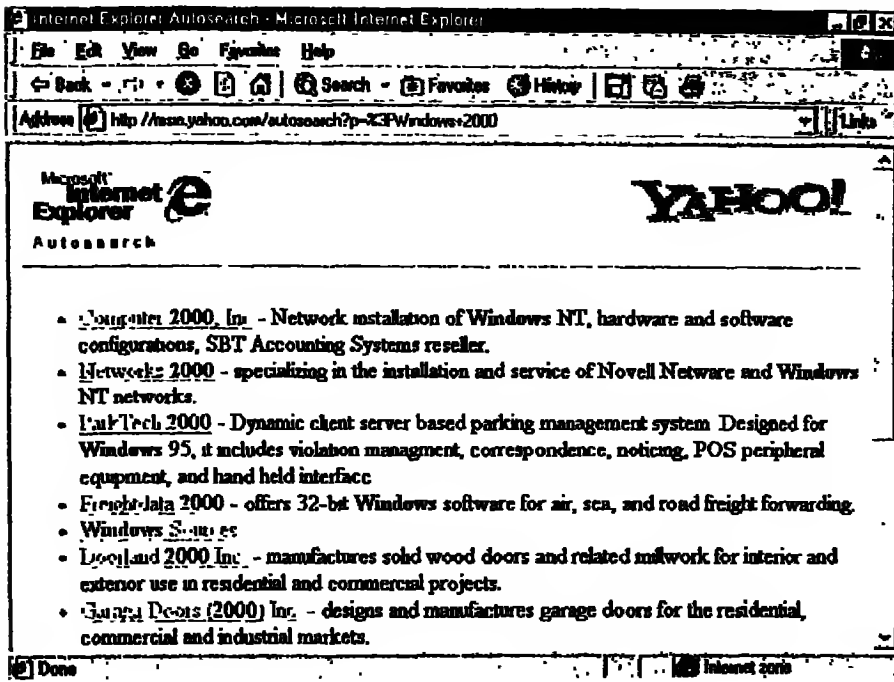 Internet Explorer Autosearch - Microsoft Internet Explorer
File Edit View Go Favorites Help
Back Search Favorites History
Address http://msie.yahoo.com/autosearch?p=%3FWindows+2000 Links
Microsoft Internet Explorer
Autosearch
YAHOO!
• Computer 2000, Inc - Network installation of Windows NT, hardware and software
configurations, SBT Accounting Systems reseller.
• Networks 2000 - specializing in the installation and service of Novell Netware and Windows
NT networks.
• ParkTech 2000 - Dynamic client server based parking management system Designed for
Windows 95, it includes violation managment, correspondence, noticing, POS peripheral
equipment, and hand held interface
• Freightdata 2000 - offers 32-bit Windows software for air, sea, and road freight forwarding.
• Windows Sources
• Doorland 2000 Inc - manufactures solid wood doors and related millwork for interior and
exterior use in residential and commercial projects.
• Garaga Doors (2000) Inc. - designs and manufactures garage doors for the residential,
commercial and industrial markets.
Done Internet zone